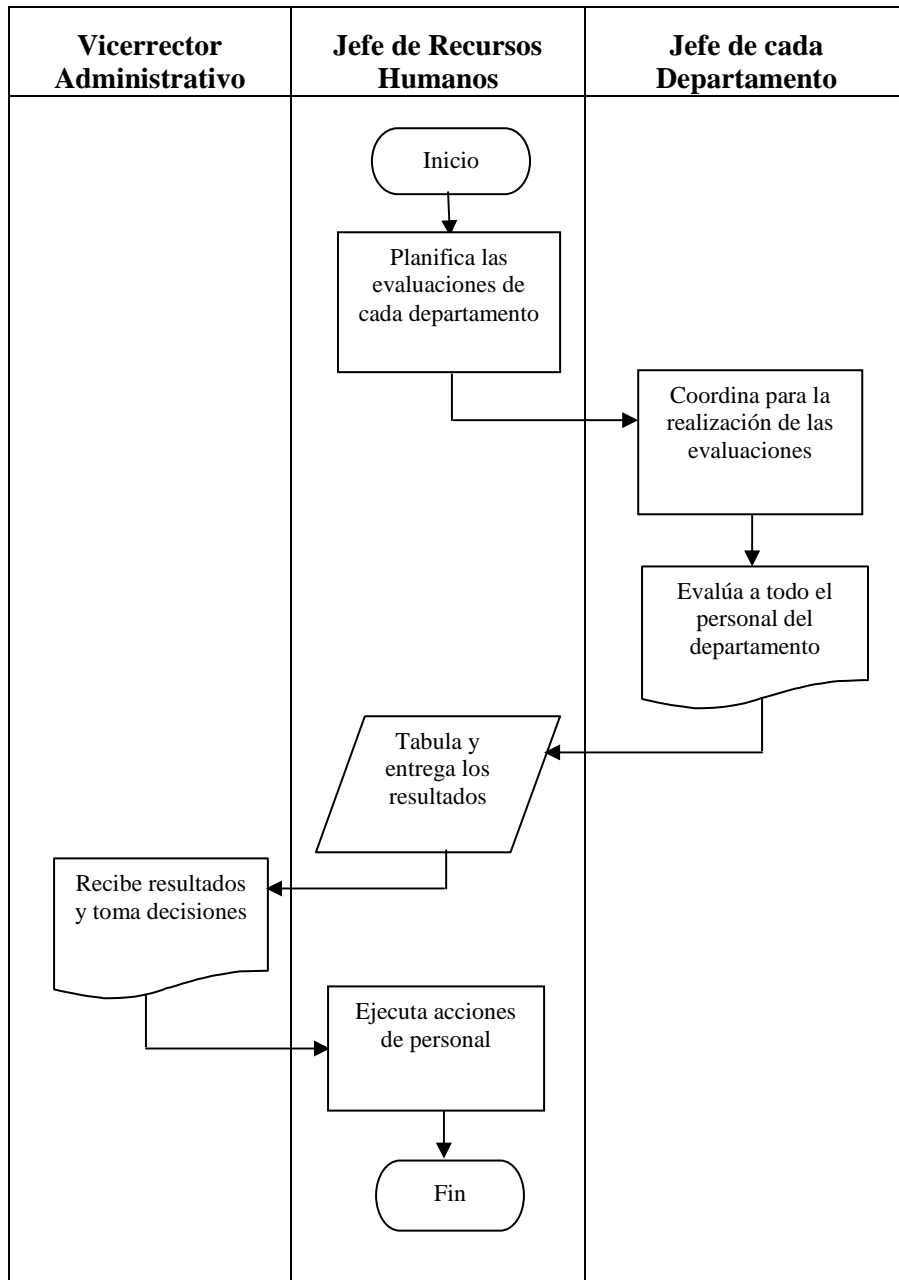 Vicerrector
Administrativo
Jefe de Recursos
Humanos
Jefe de cada
Departamento
Inicio
Planifica las
evaluaciones de
cada departamento
Coordina para la
realización de las
evaluaciones
Evalúa a todo el
personal del
departamento
Tabula y
entrega los
resultados
Recibe resultados
y toma decisiones
Ejecuta acciones
de personal
Fin